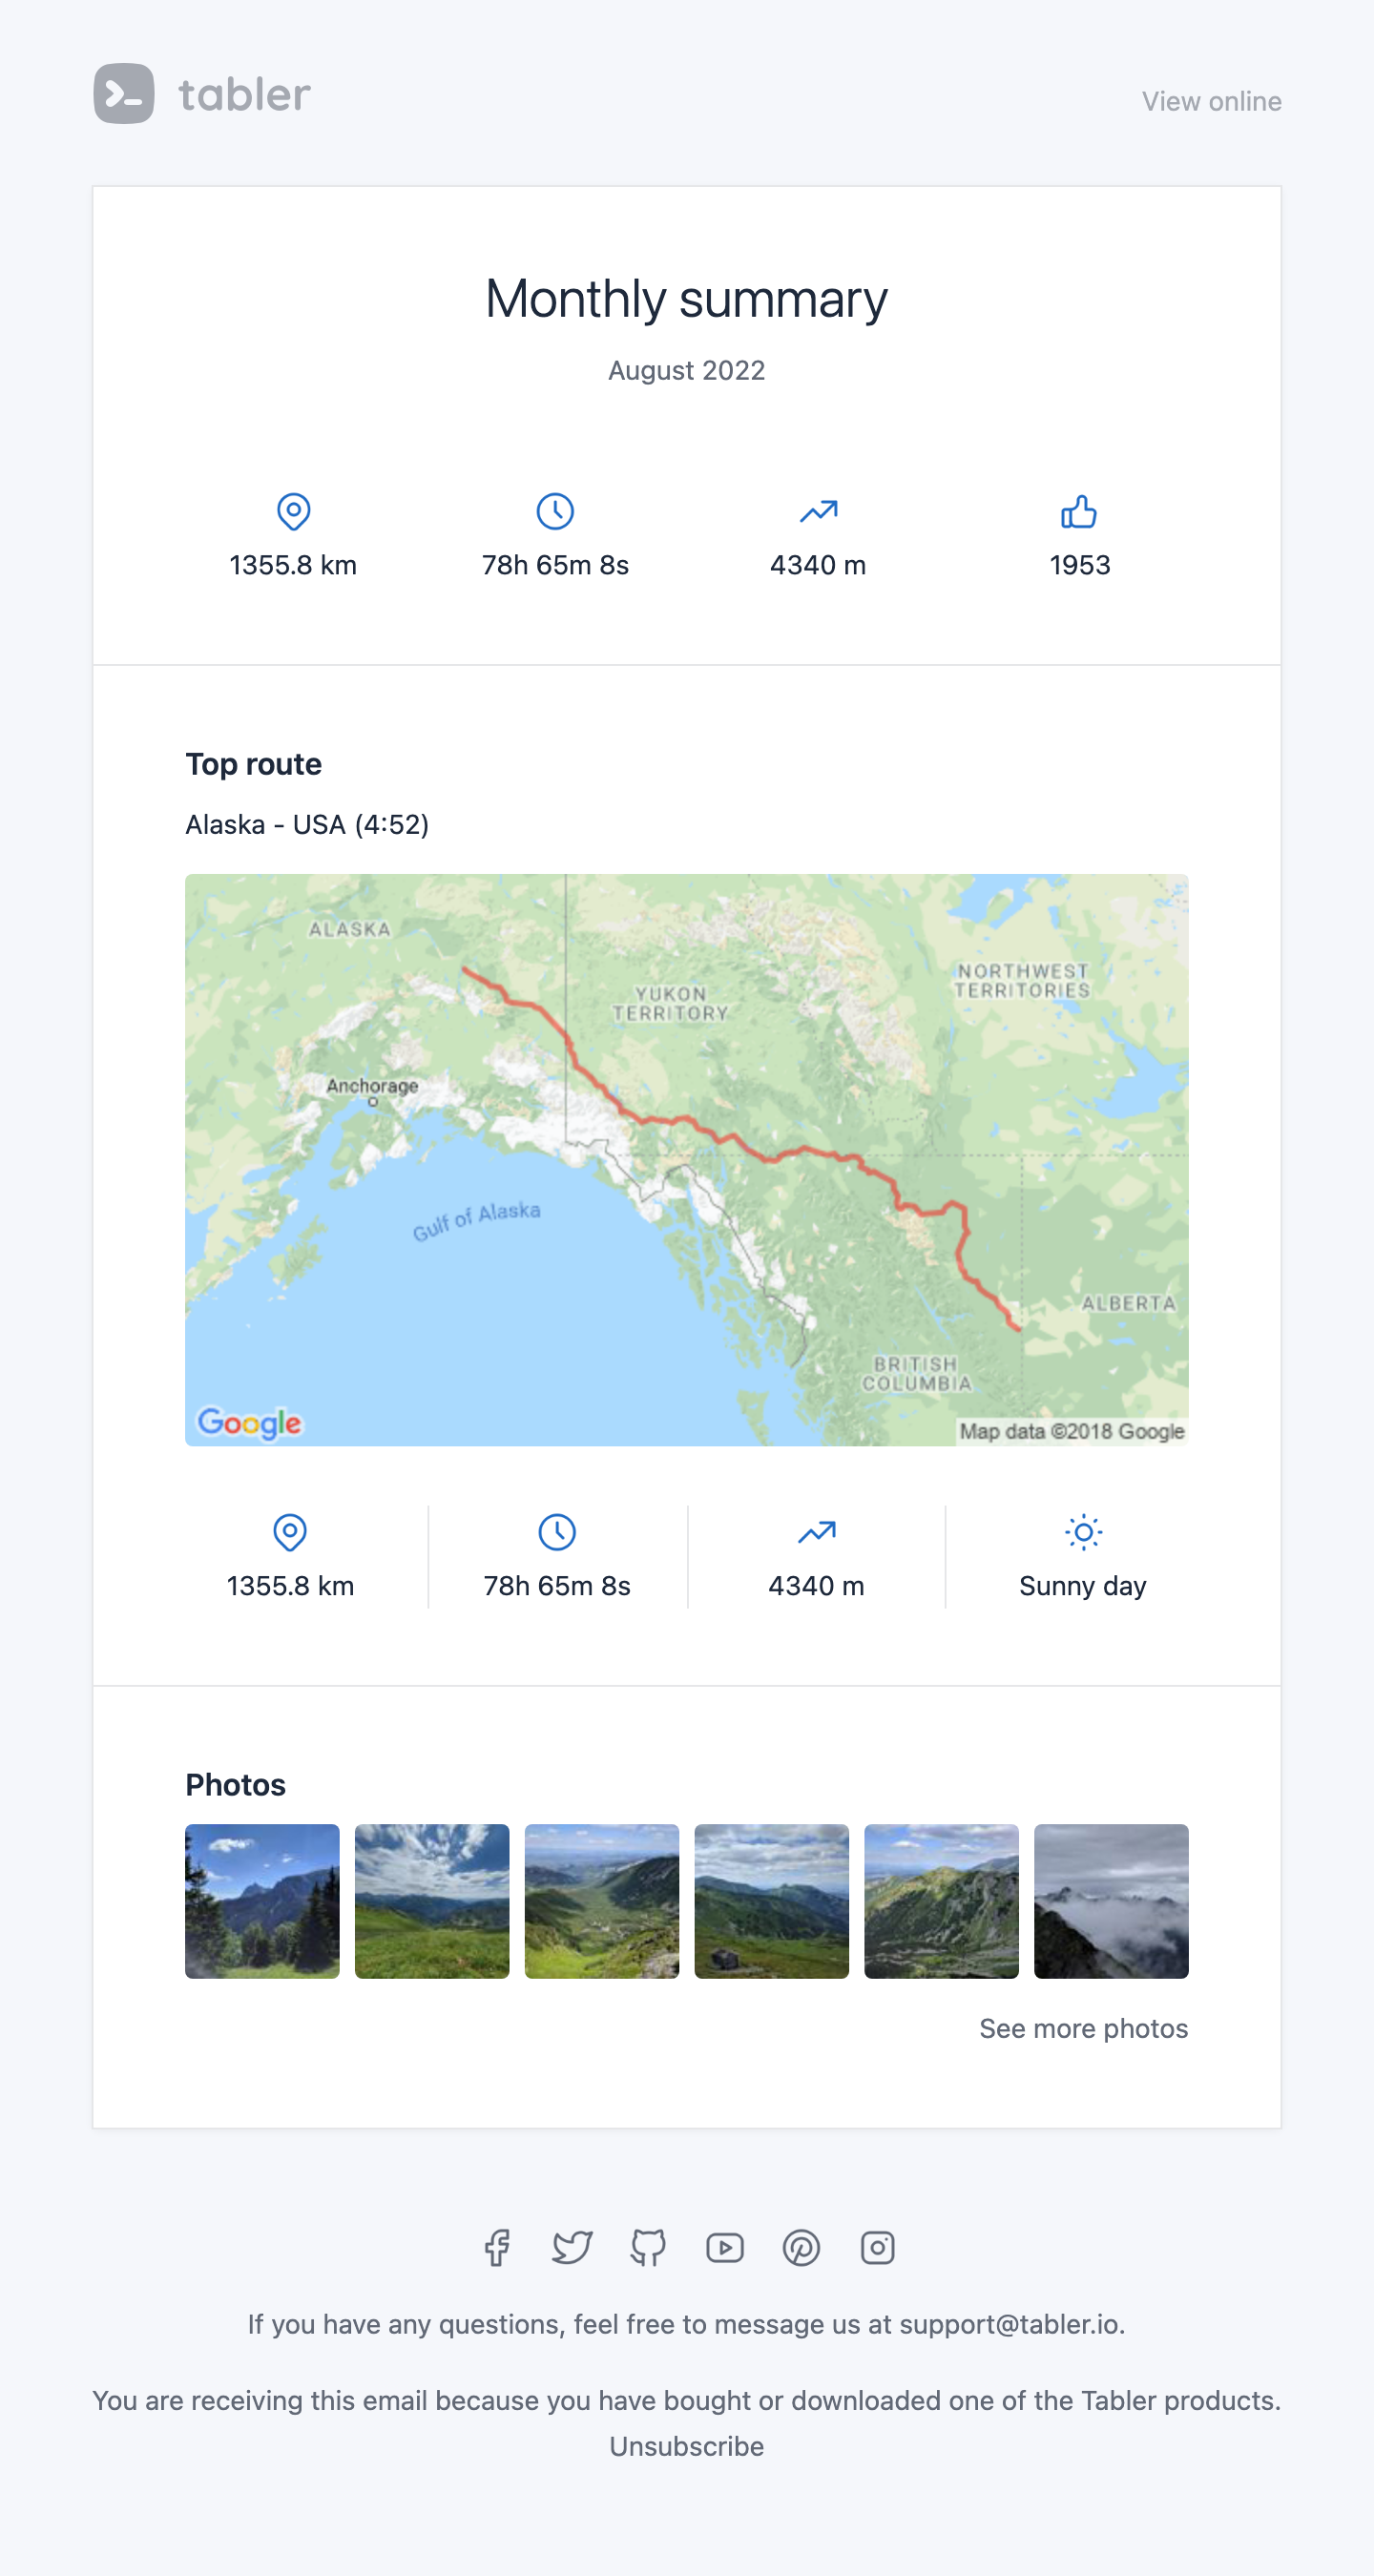 tabler
View online
Monthly summary
August 2022
1355.8 km
78h 65m 8s
4340 m
1953
Top route
Alaska - USA (4:52)
ALASKA
NORTHWEST
TERRITORIES
YUKON
TERRITORY
Anchorage
Gulf of Alaska
ALBERTA
BRITISH
COLUMBIA
Google
Map data ©2018 Google
1355.8 km
78h 65m 8s
4340 m
Sunny day
Photos
See more photos
If you have any questions, feel free to message us at support@tabler.io.
You are receiving this email because you have bought or downloaded one of the Tabler products.
Unsubscribe